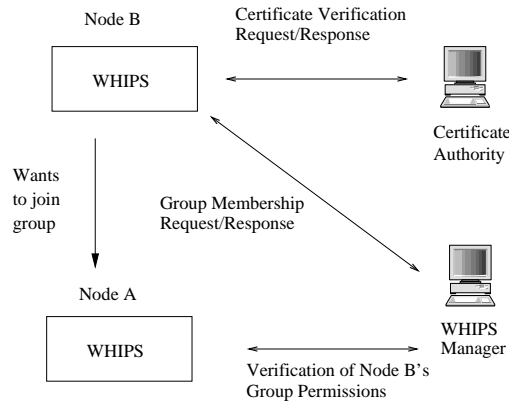 Node B
Certificate Verification
Request/Response
WHIPS
Certificate
Authority
Wants
to join
group
Group Membership
Request/Response
Node A
WHIPS
WHIPS
Manager
Verification of Node B's
Group Permissions